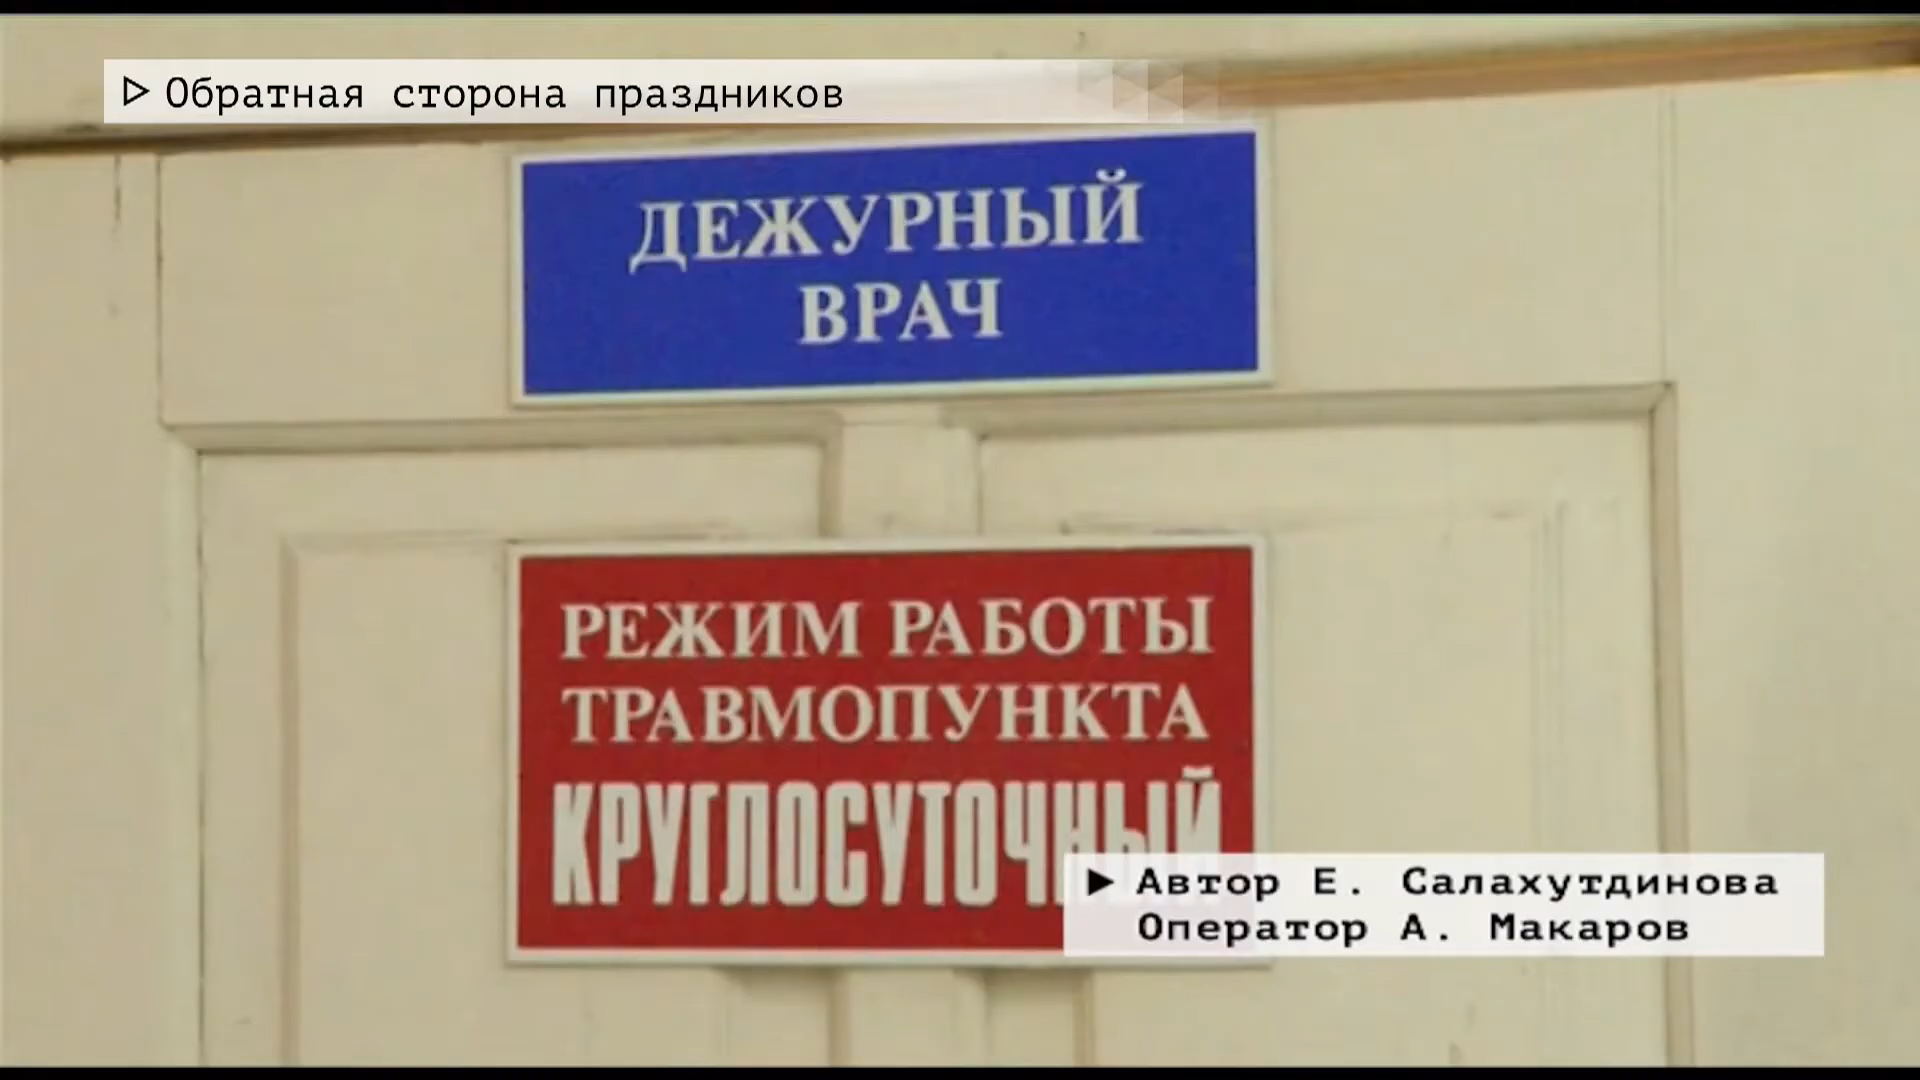 Обратная сторона праздников
ДЕЖУРНЫЙ
ВРАЧ
РЕЖИМ РАБОТЫ
ТРАВМОПУНКТА
КРУГЛОСУТОЧНЫЙ
Автор Е. Салахутдинова
Оператор А. Макаров